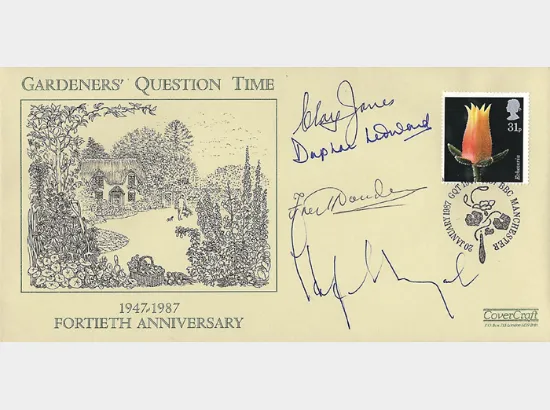 GARDENERS' QUESTION TIME
1947-1987
FORTIETH ANNIVERSARY
Clay Jones
Daphne Ledward
Fred Downham
31p
Echeveria
20 JANUARY 1987 GQT BBC MANCHESTER
CoverCraft